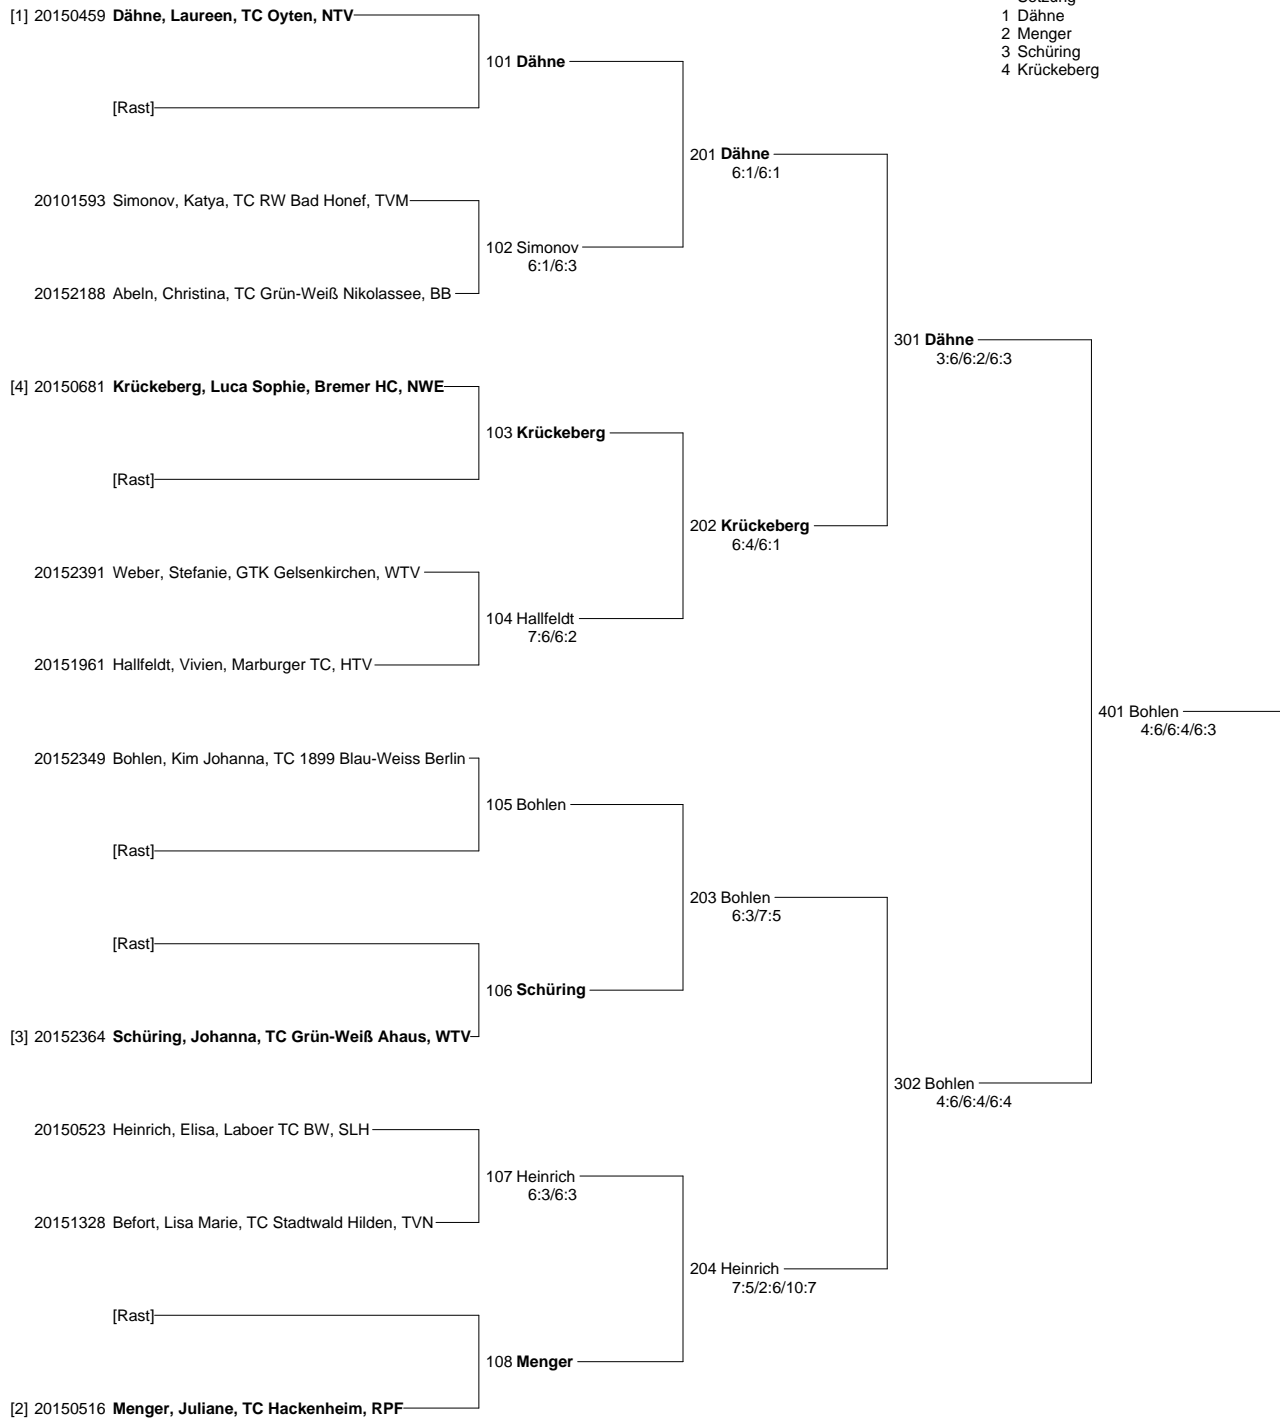 [1] 20150459 Dähne, Laureen, TC Oyten, NTV
Setzung
1 Dähne
2 Menger
3 Schüring
4 Krückeberg
101 Dähne
[Rast]
201 Dähne
6:1/6:1
20101593 Simonov, Katya, TC RW Bad Honef, TVM
102 Simonov
6:1/6:3
20152188 Abeln, Christina, TC Grün-Weiß Nikolassee, BB
301 Dähne
3:6/6:2/6:3
[4] 20150681 Krückeberg, Luca Sophie, Bremer HC, NWE
103 Krückeberg
[Rast]
202 Krückeberg
6:4/6:1
20152391 Weber, Stefanie, GTK Gelsenkirchen, WTV
104 Hallfeldt
7:6/6:2
20151961 Hallfeldt, Vivien, Marburger TC, HTV
401 Bohlen
4:6/6:4/6:3
20152349 Bohlen, Kim Johanna, TC 1899 Blau-Weiss Berlin
105 Bohlen
[Rast]
203 Bohlen
6:3/7:5
[Rast]
106 Schüring
[3] 20152364 Schüring, Johanna, TC Grün-Weiß Ahaus, WTV
302 Bohlen
4:6/6:4/6:4
20150523 Heinrich, Elisa, Laboer TC BW, SLH
107 Heinrich
6:3/6:3
20151328 Befort, Lisa Marie, TC Stadtwald Hilden, TVN
204 Heinrich
7:5/2:6/10:7
[Rast]
108 Menger
[2] 20150516 Menger, Juliane, TC Hackenheim, RPF